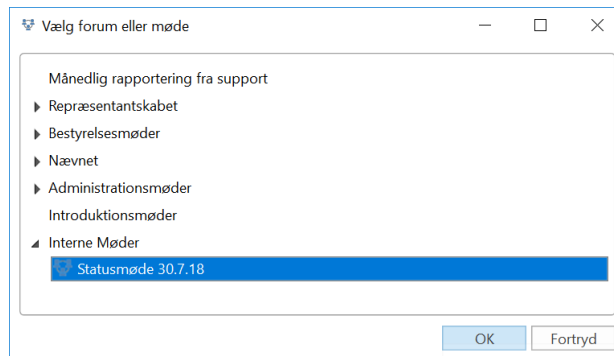 Vælg forum eller møde
Månedlig rapportering fra support
Repræsentantskabet
Bestyrelsesmøder
Nævnet
Administrationsmøder
Introduktionsmøder
Interne Møder
Statusmøde 30.7.18
OK
Fortryd